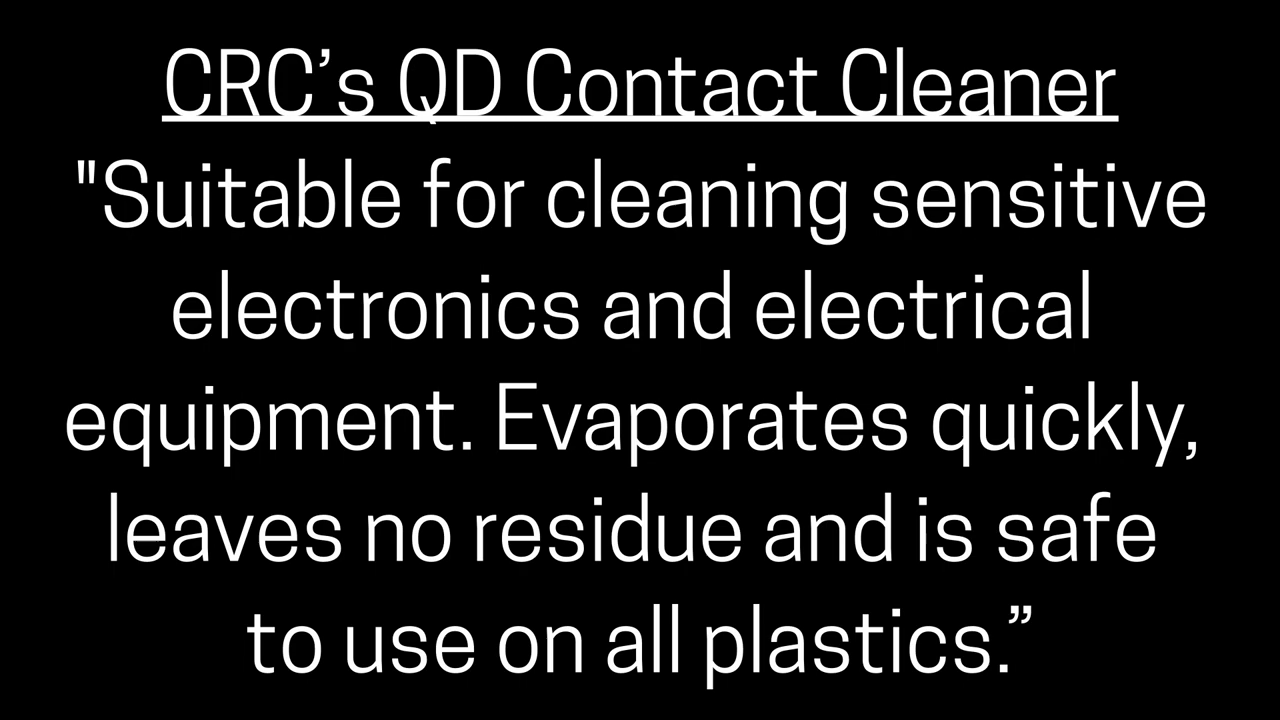 CRC’s QD Contact Cleaner
"Suitable for cleaning sensitive
electronics and electrical
equipment. Evaporates quickly,
leaves no residue and is safe
to use on all plastics.”